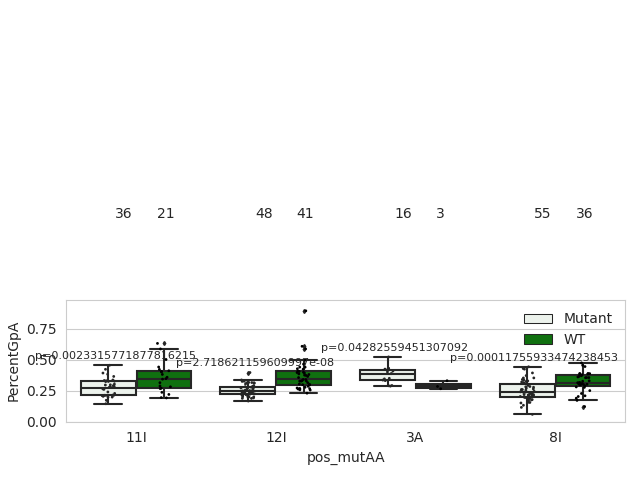 36 21 48 41 16 3 55 36
0.75
0.50
0.25
0.00
PercentGpA
Mutant
WT
p=0.0023315771877816215
p=2.718621159609997e-08
p=0.04282559451307092
p=0.00011755933474238453
11I 12I 3A 8I
pos_mutAA